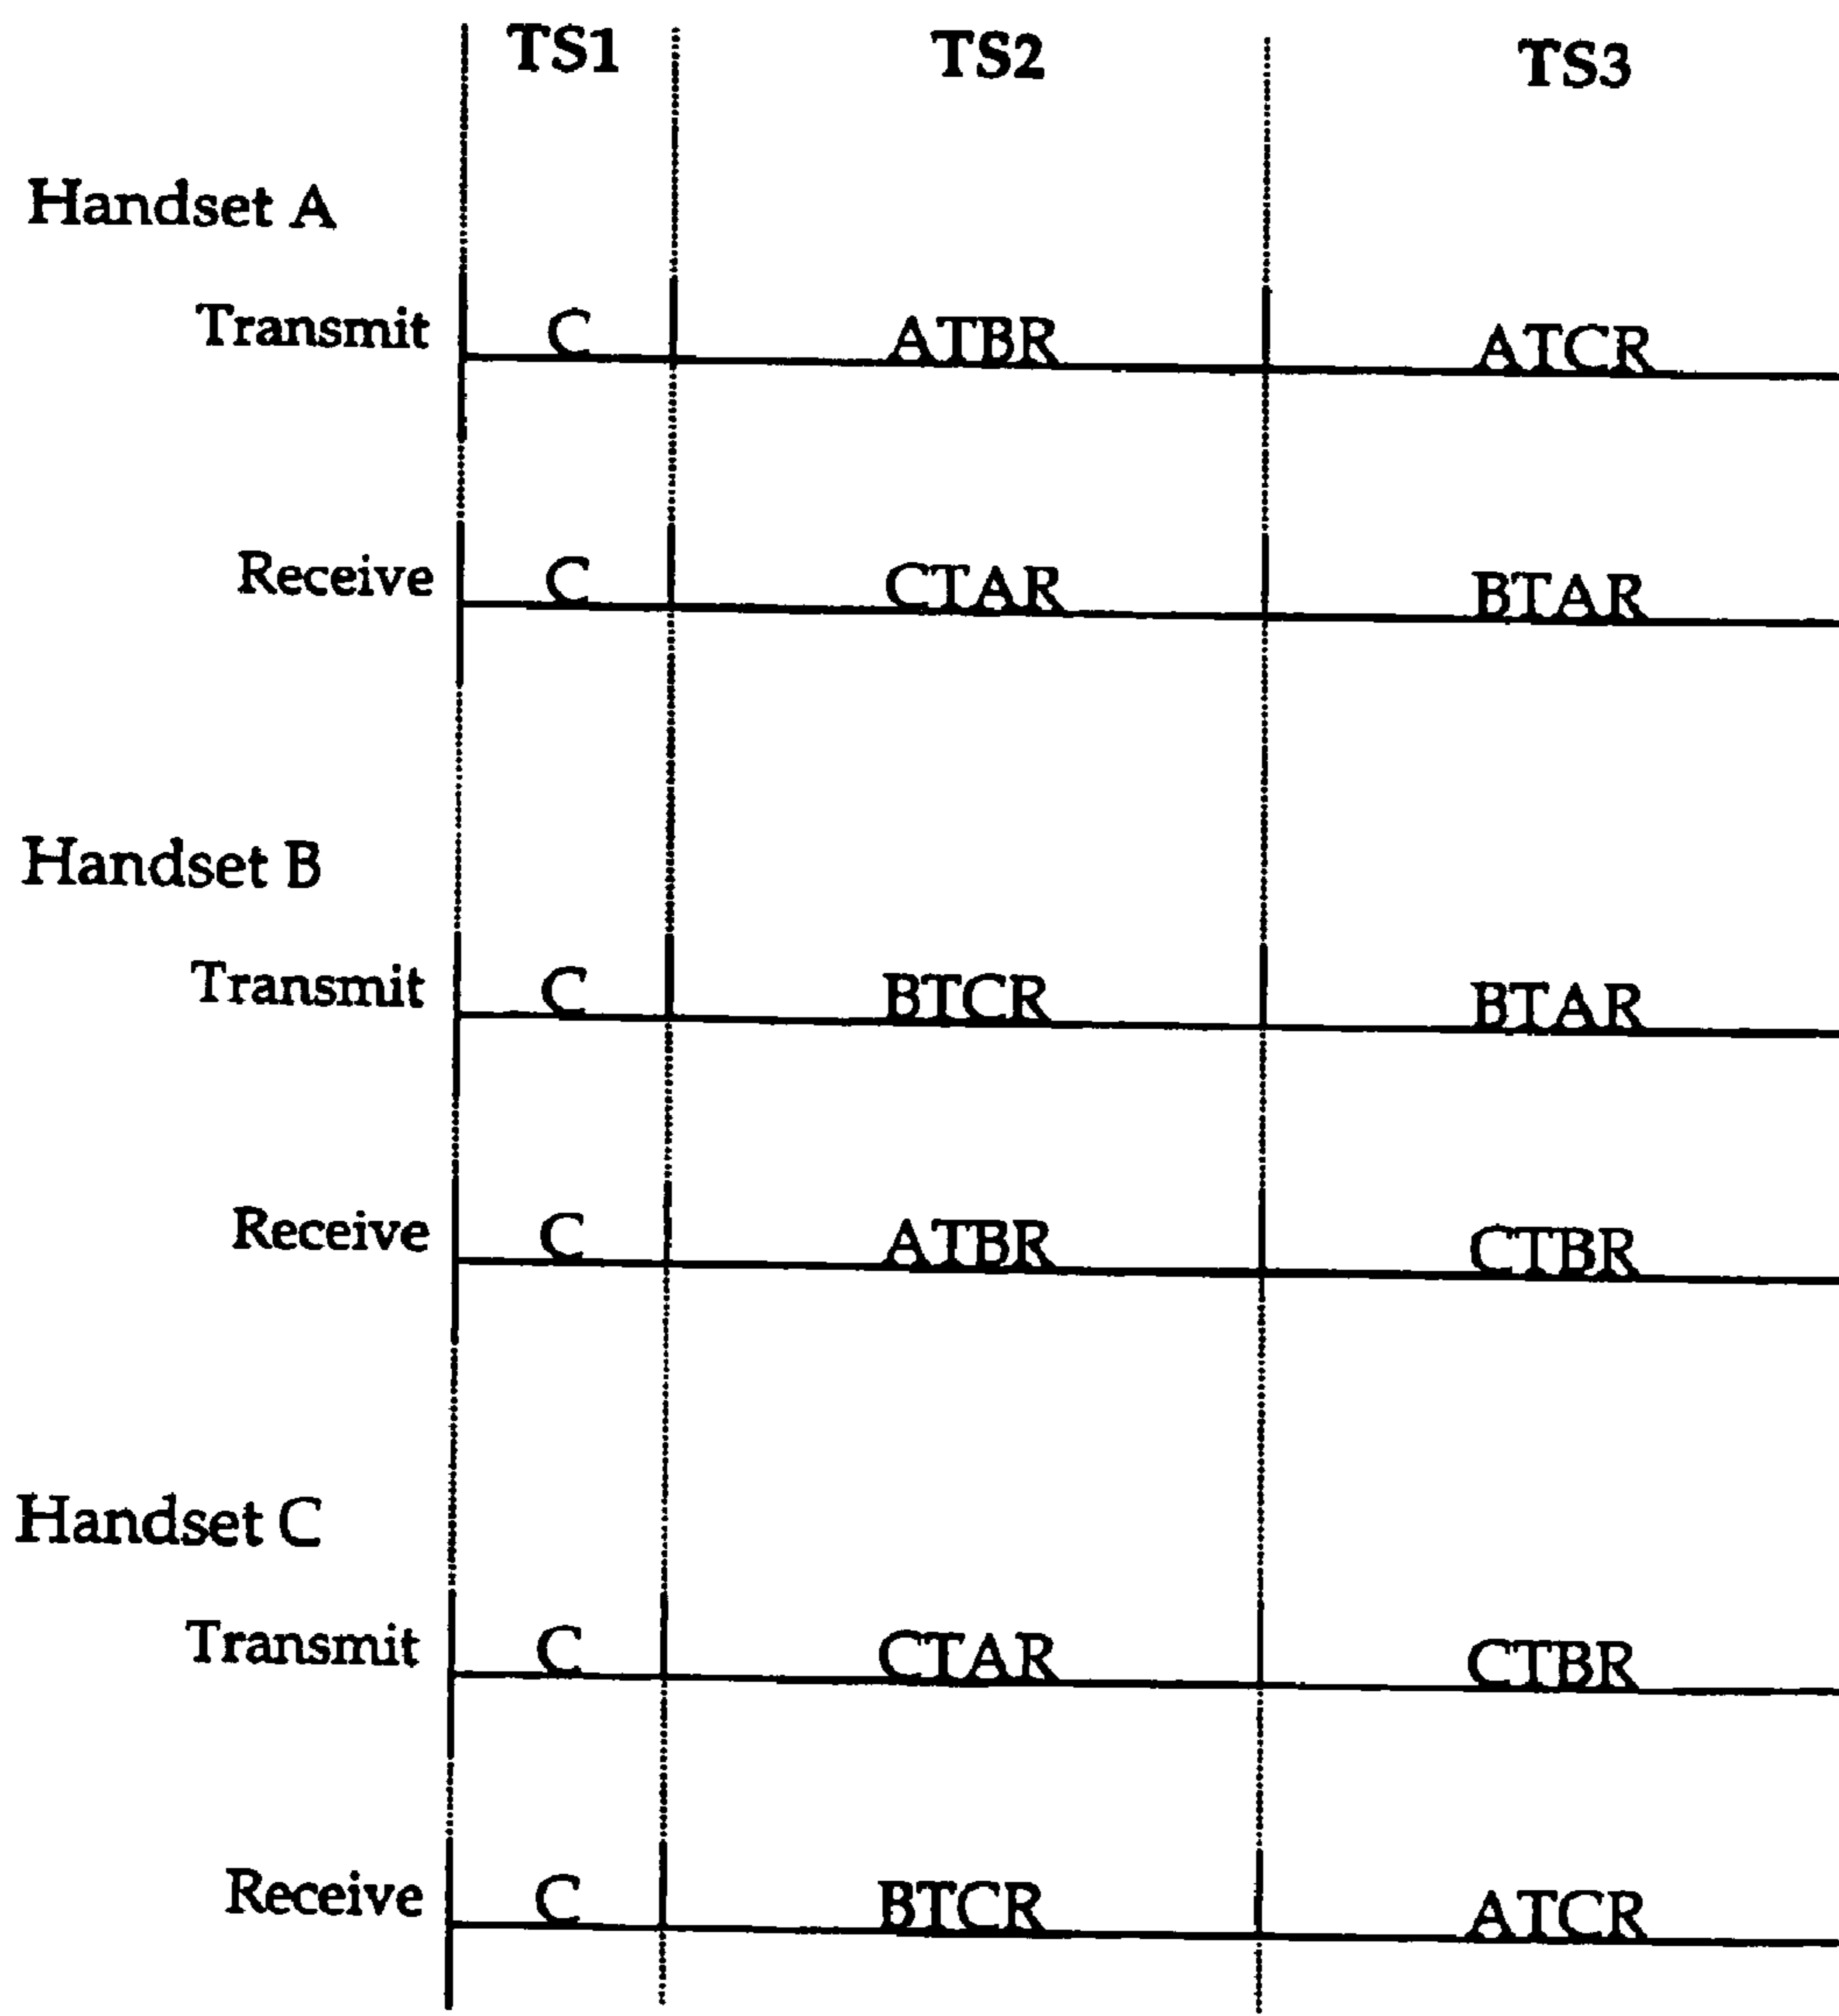 TS1 TS2 TS3
Handset A
Transmit C ATBR ATCR
Receive C CTAR BTAR
Handset B
Transmit C BTCR BTAR
Receive C ATBR CTBR
Handset C
Transmit C CTAR CTBR
Receive C BTCR ATCR